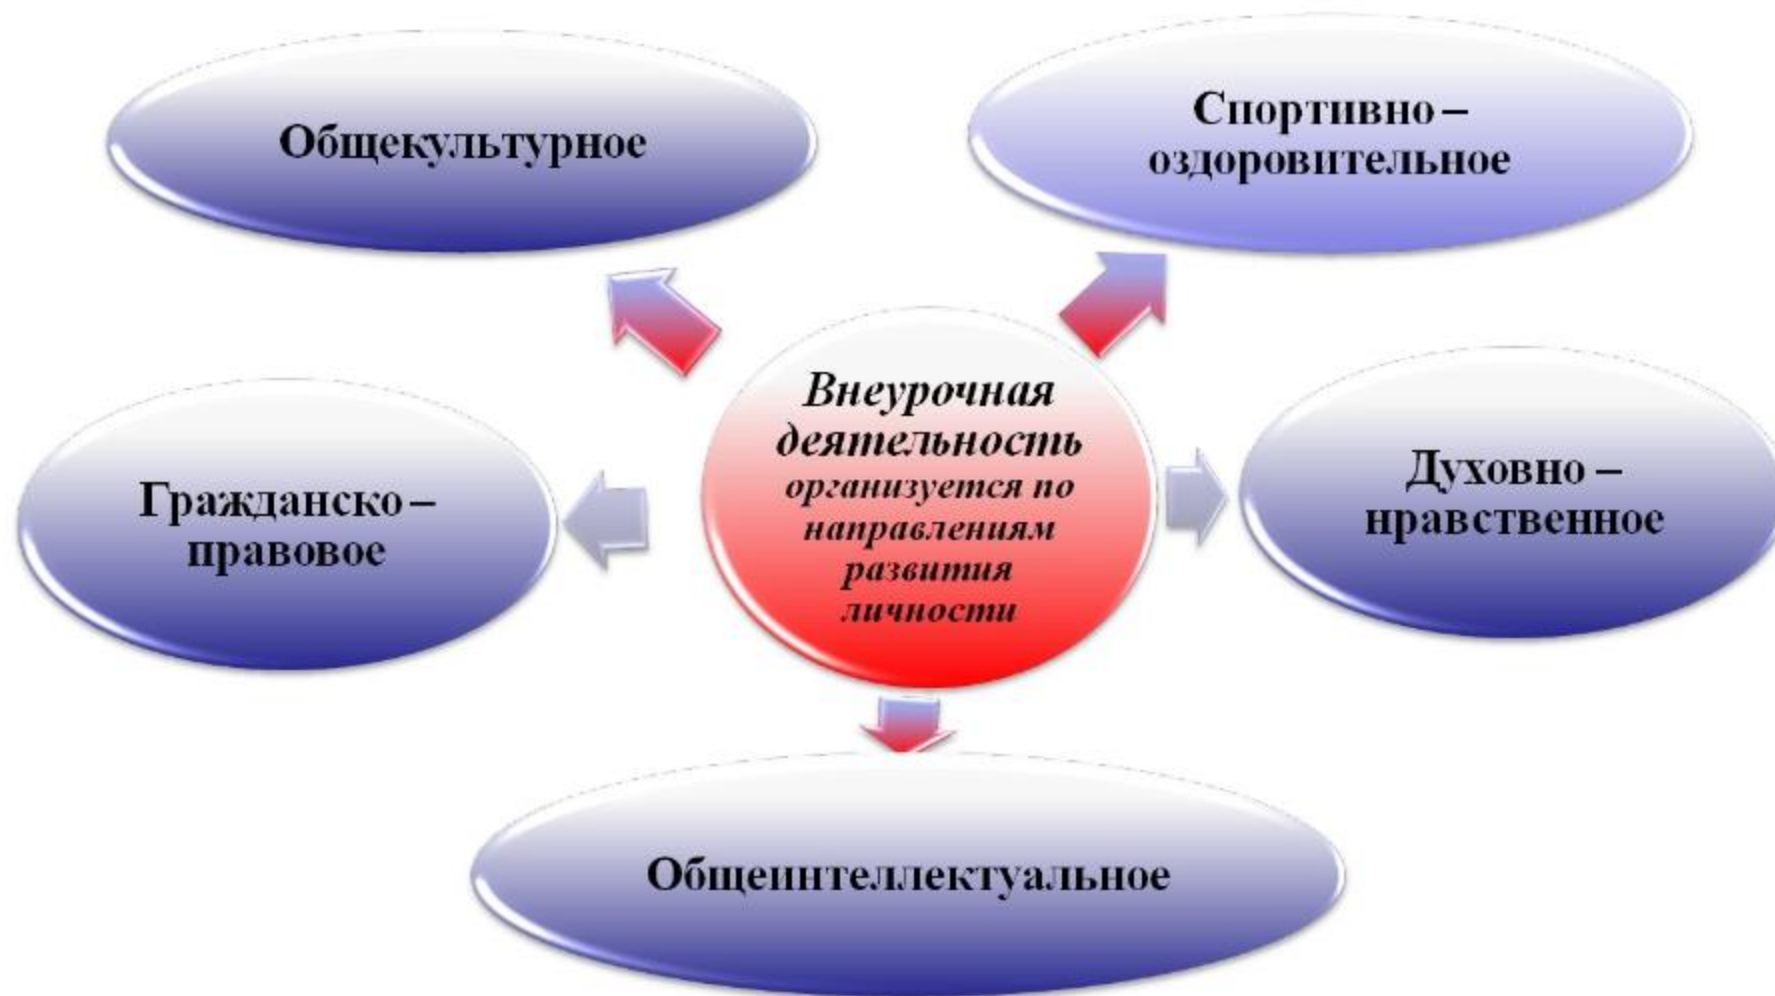 Общекультурное
Спортивно –
оздоровительное
Внеурочная
деятельность
организуется по
направлениям
развития
личности
Гражданско –
правовое
Духовно –
нравственное
Общеинтеллектуальное